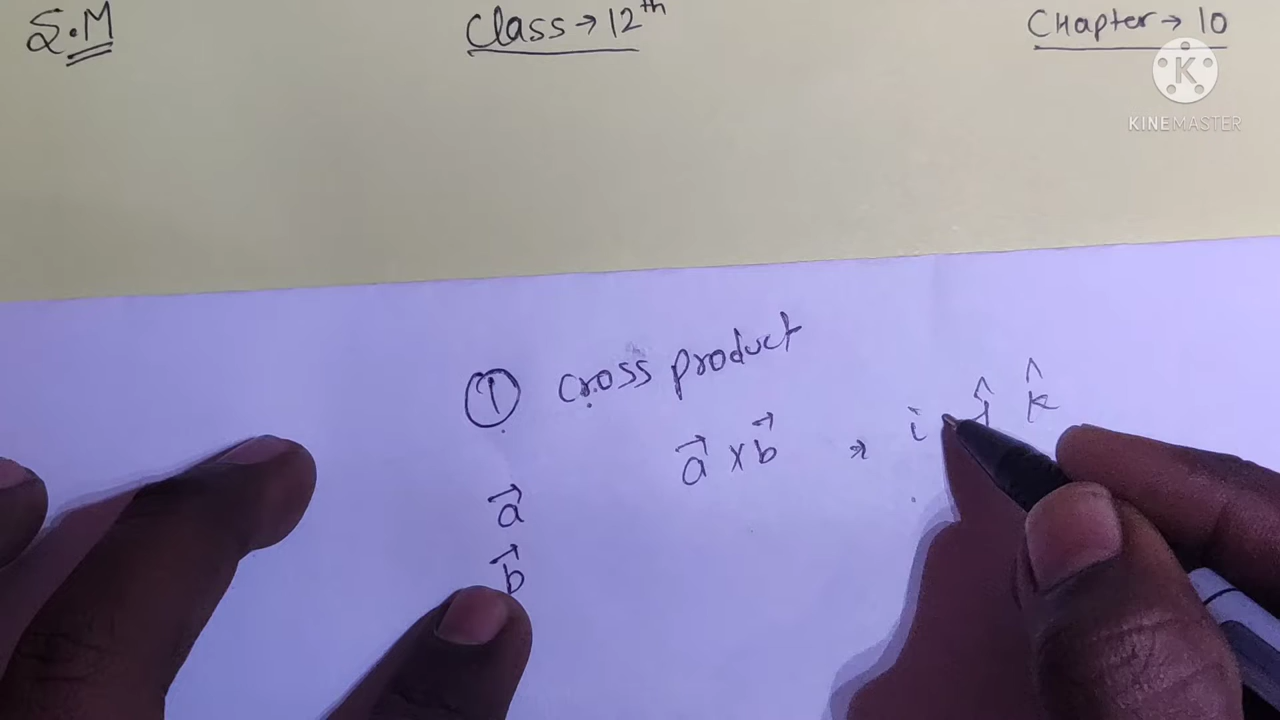 S.M
Class → 12th
CHapter → 10
KINEMASTER
① cross product
a⃗ × b⃗ ⇒ i ĵ k̂
a⃗
b⃗